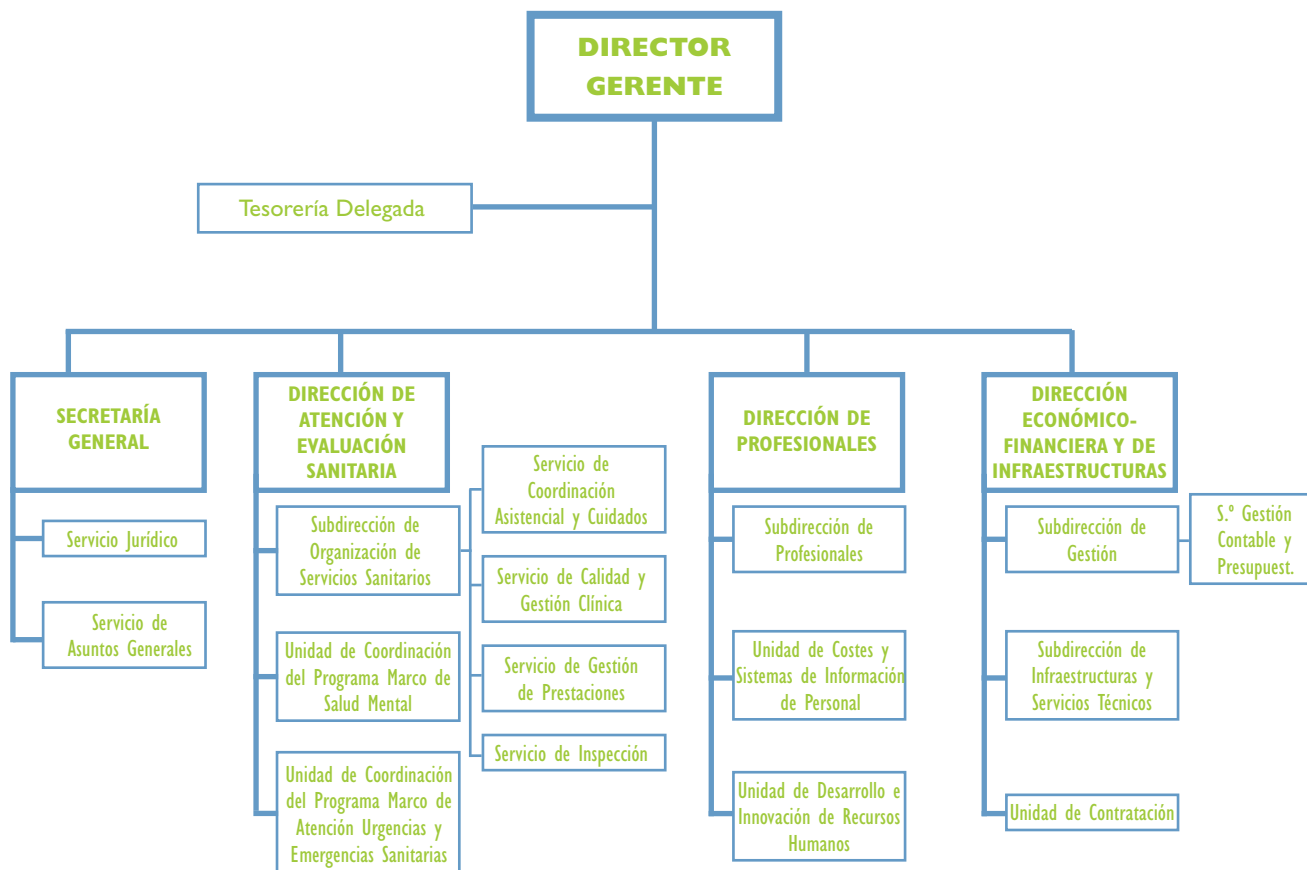 DIRECTOR
GERENTE
Tesorería Delegada
SECRETARÍA
GENERAL
Servicio Jurídico
Servicio de
Asuntos Generales
DIRECCIÓN DE
ATENCIÓN Y
EVALUACIÓN
SANITARIA
Subdirección de
Organización de
Servicios Sanitarios
Unidad de Coordinación
del Programa Marco de
Salud Mental
Unidad de Coordinación
del Programa Marco de
Atención Urgencias y
Emergencias Sanitarias
Servicio de
Coordinación
Asistencial y Cuidados
Servicio de Calidad y
Gestión Clínica
Servicio de Gestión
de Prestaciones
Servicio de Inspección
DIRECCIÓN DE
PROFESIONALES
Subdirección de
Profesionales
Unidad de Costes y
Sistemas de Información
de Personal
Unidad de Desarrollo e
Innovación de Recursos
Humanos
DIRECCIÓN
ECONÓMICO-
FINANCIERA Y DE
INFRAESTRUCTURAS
Subdirección de
Gestión
S.º Gestión
Contable y
Presupuest.
Subdirección de
Infraestructuras y
Servicios Técnicos
Unidad de Contratación